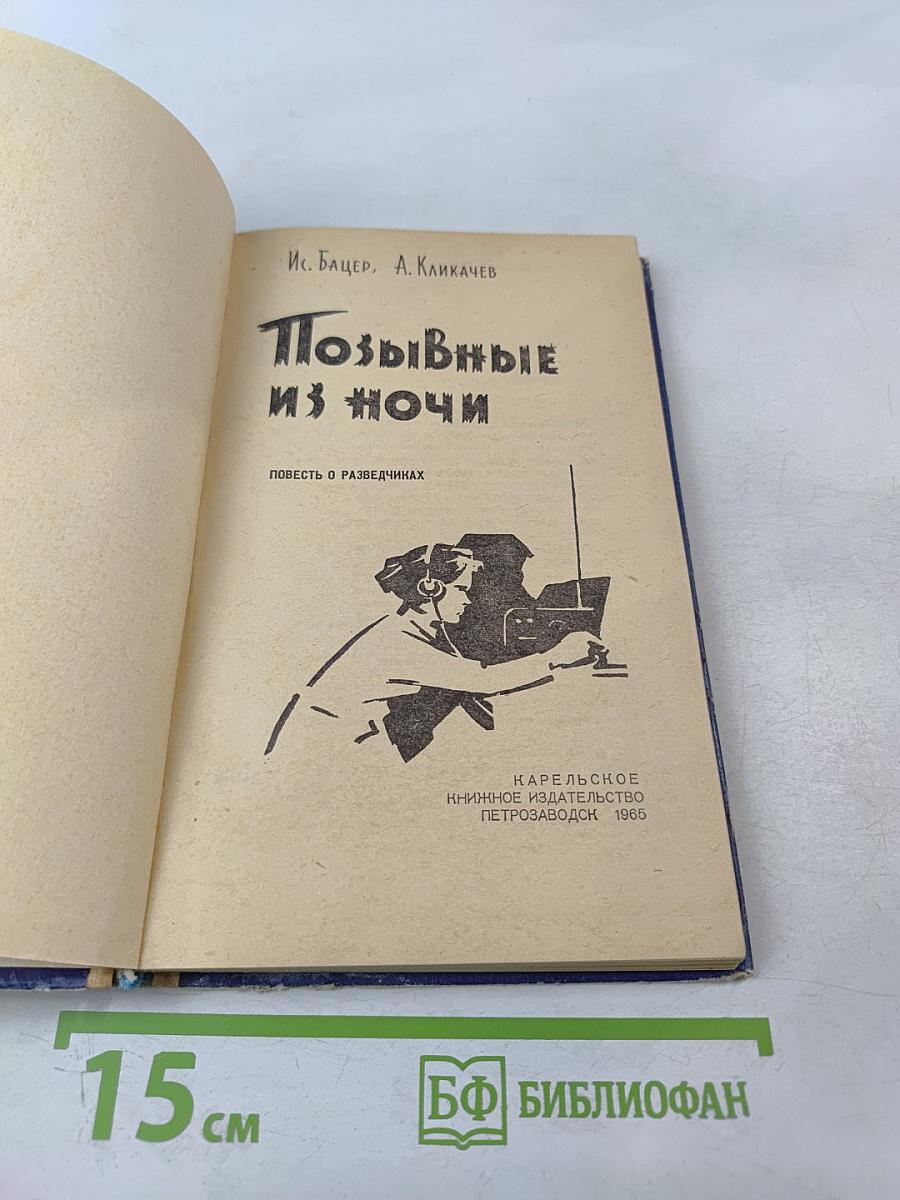 Ис. Бацер, А. Кликачев
Позывные
из ночи
ПОВЕСТЬ О РАЗВЕДЧИКАХ
КАРЕЛЬСКОЕ
КНИЖНОЕ ИЗДАТЕЛЬСТВО
ПЕТРОЗАВОДСК 1965
15 см
БФ БИБЛИОФАН